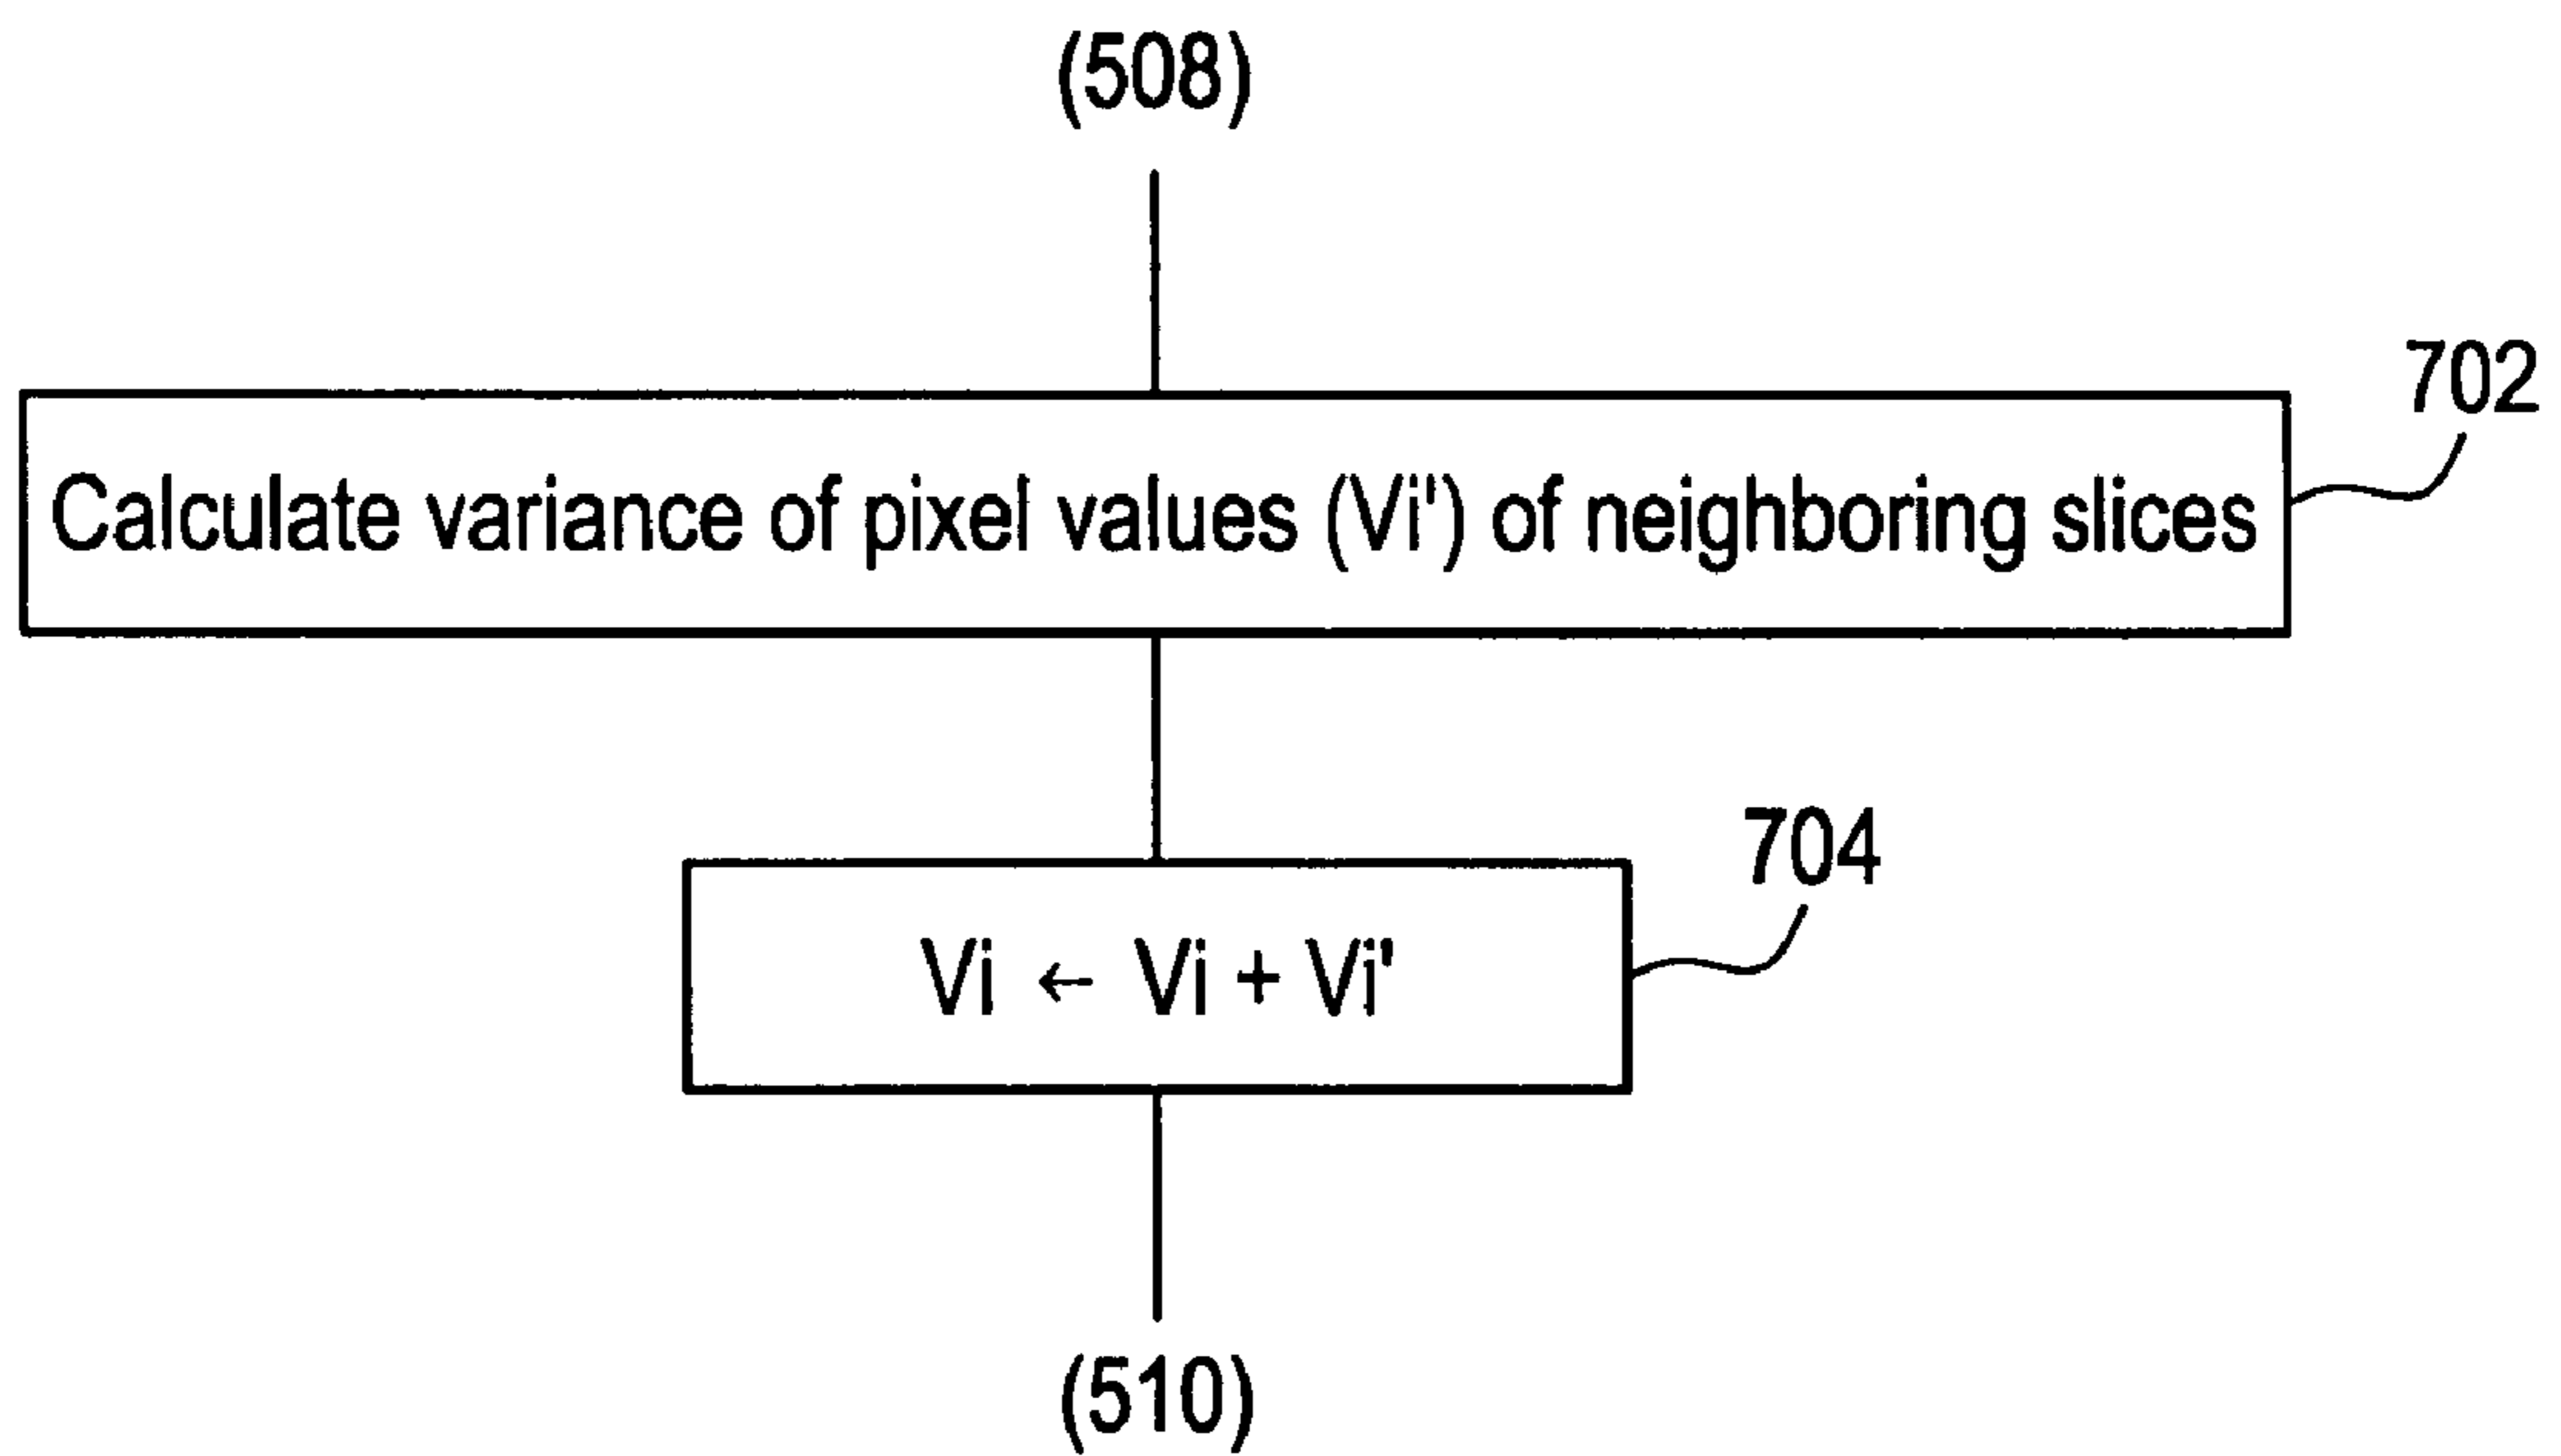 (508)
702
Calculate variance of pixel values (Vi') of neighboring slices
704
Vi ← Vi + Vi'
(510)